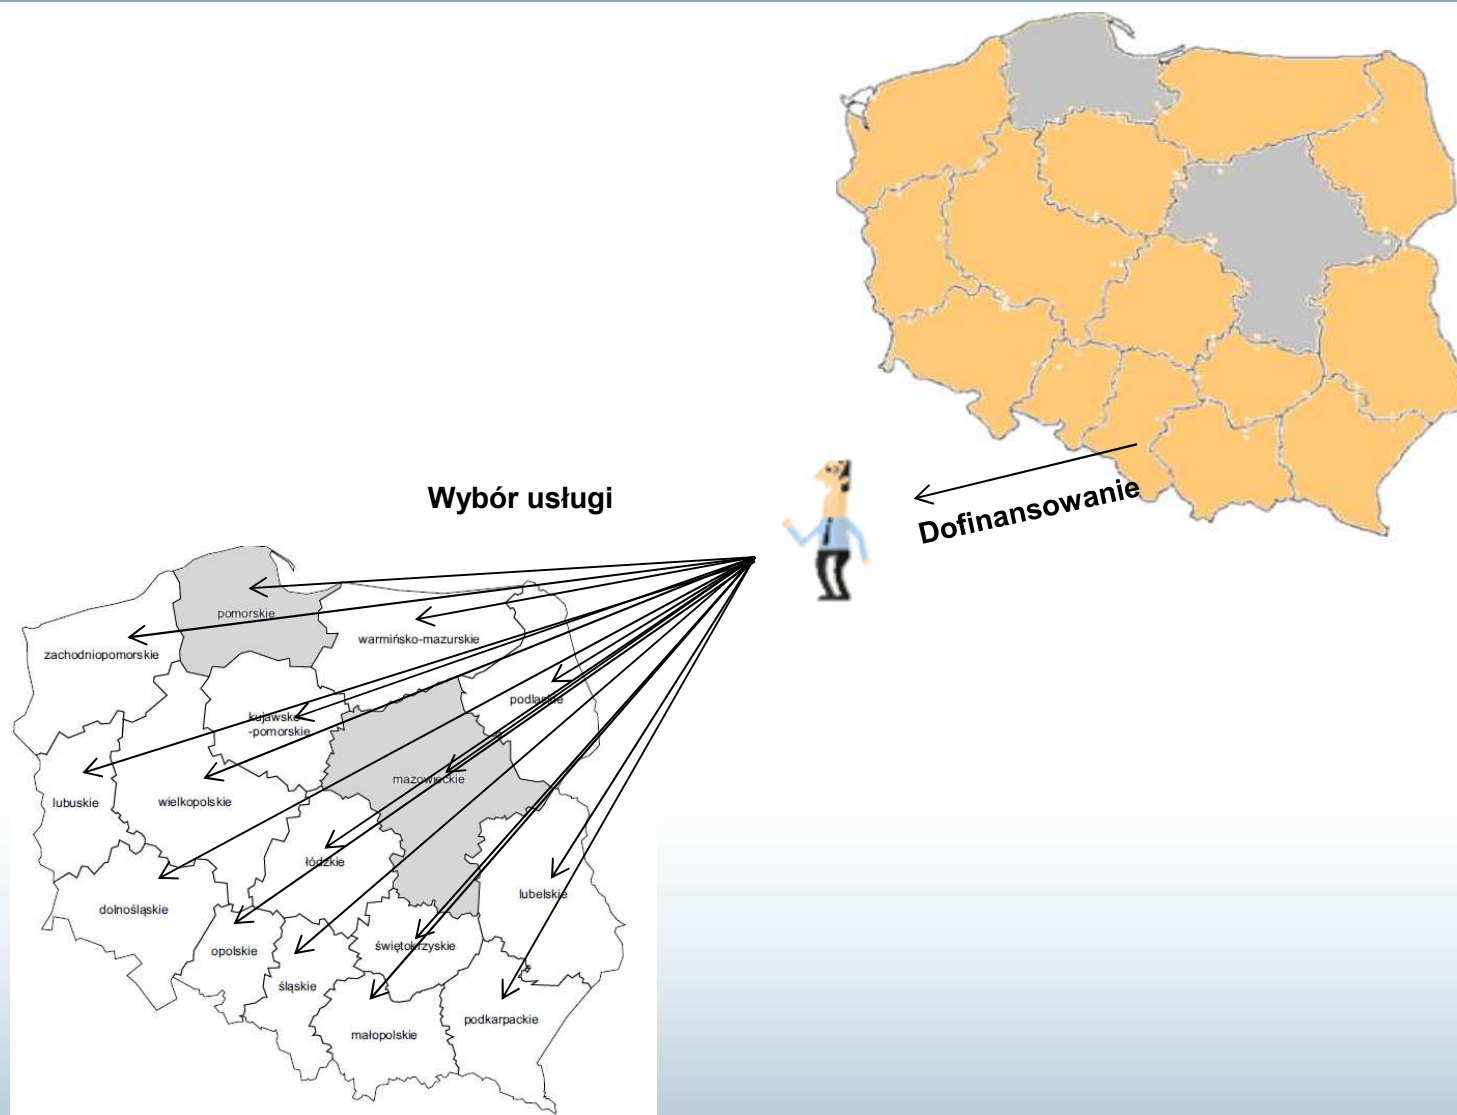 Wybór usługi
Dofinansowanie
pomorskie
zachodniopomorskie
warmińsko-mazurskie
podlaskie
kujawsko
-pomorskie
mazowieckie
lubuskie
wielkopolskie
łódzkie
lubelskie
dolnośląskie
opolskie
świętokrzyskie
śląskie
małopolskie
podkarpackie